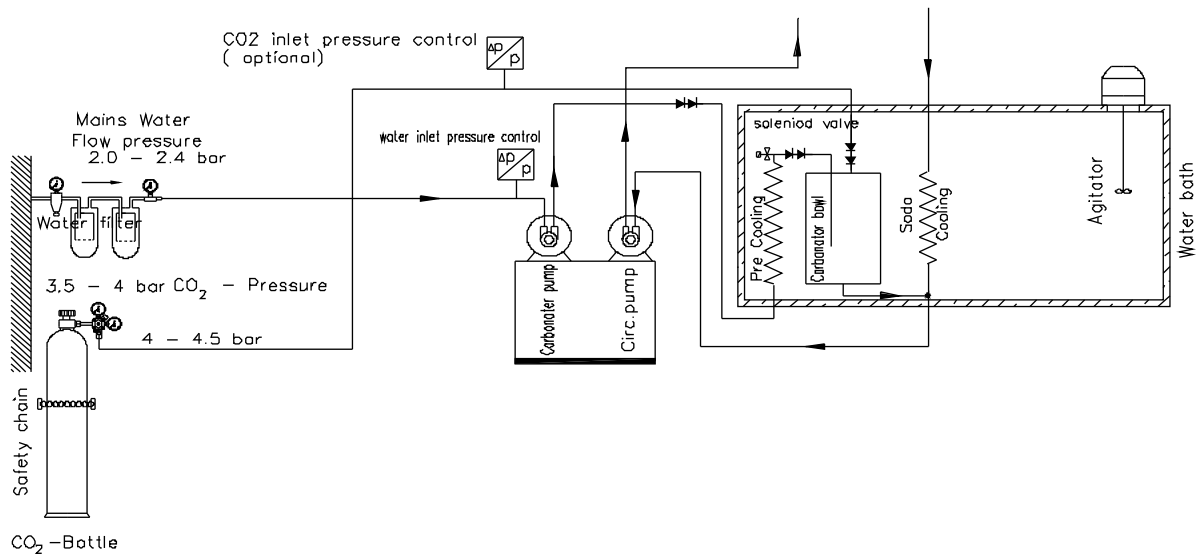 CO2 inlet pressure control
( optional)
Δp
p
Mains Water
Flow pressure
2.0 – 2.4 bar
water inlet pressure control
Δp
p
Water filter
soleniod valve
Pre Cooling
Carbonator bowl
Soda
Cooling
Agitator
Water bath
Carbonater pump
Circ.pump
3,5 – 4 bar CO₂ – Pressure
4 – 4.5 bar
Safety chain
CO₂ –Bottle